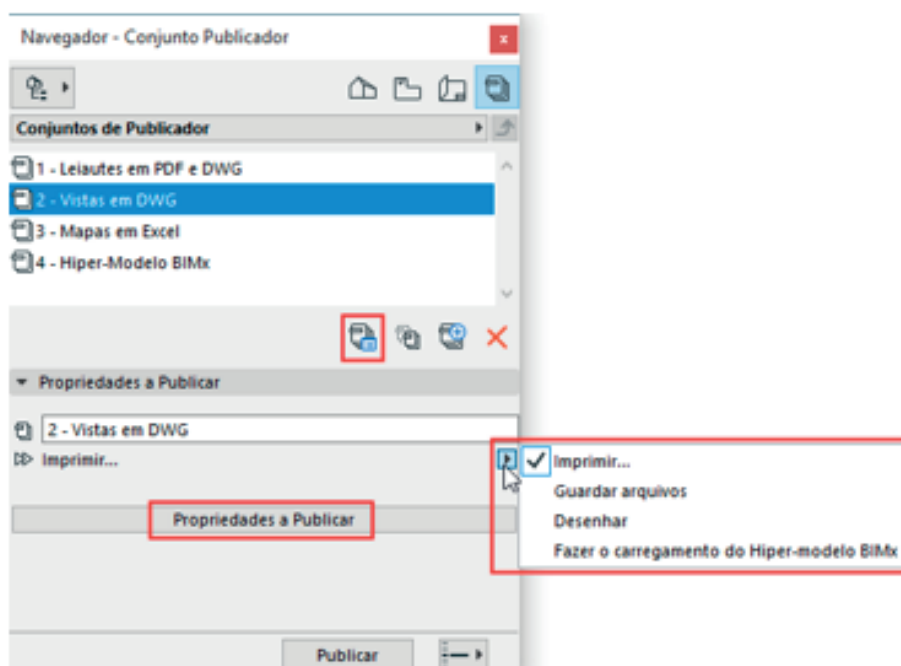 Navegador - Conjunto Publicador
Conjuntos de Publicador
1 - Leiautes em PDF e DWG
2 - Vistas em DWG
3 - Mapas em Excel
4 - Hiper-Modelo BIMx
Propriedades a Publicar
2 - Vistas em DWG
Imprimir...
Imprimir...
Guardar arquivos
Desenhar
Fazer o carregamento do Hiper-modelo BIMx
Propriedades a Publicar
Publicar